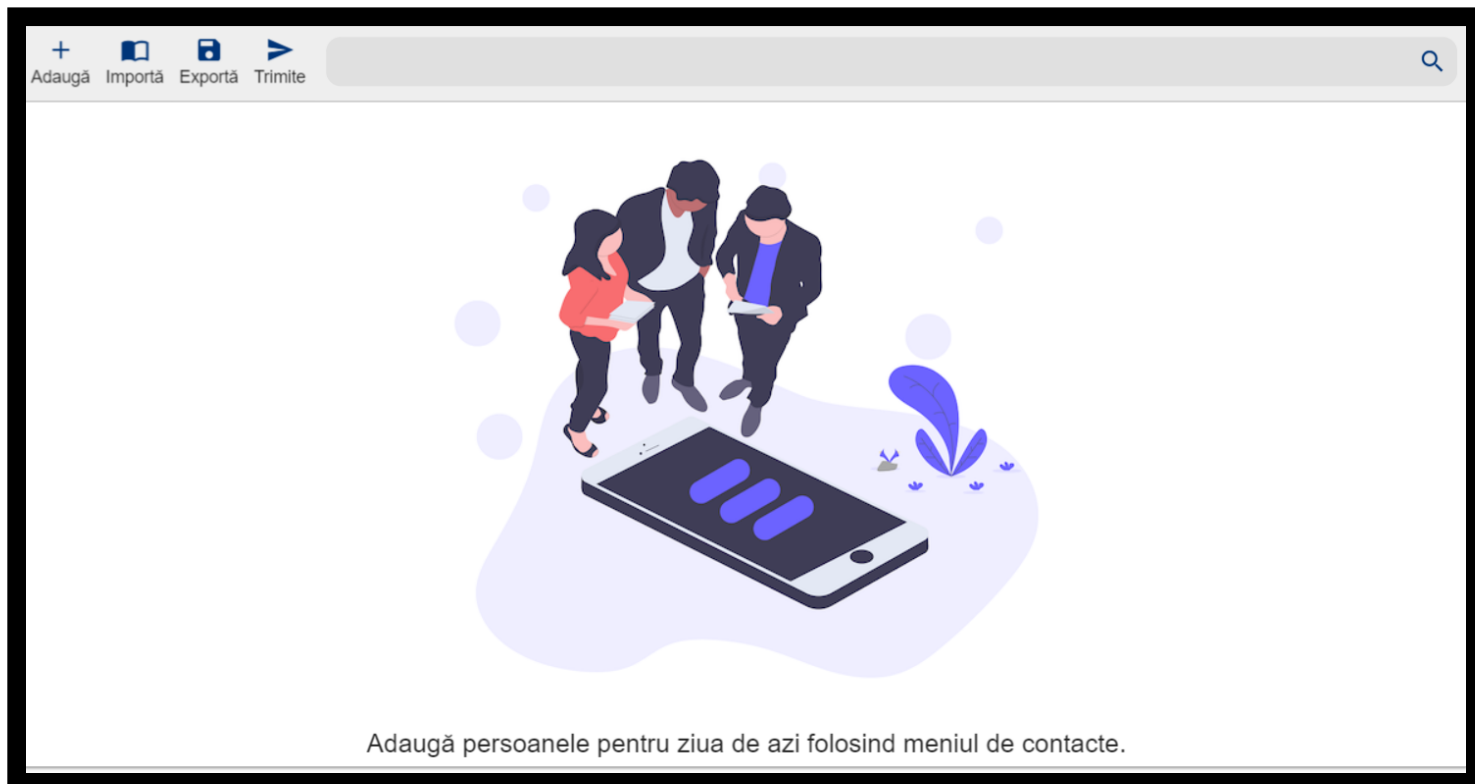 Adaugă Importă Exportă Trimite
Adaugă persoanele pentru ziua de azi folosind meniul de contacte.